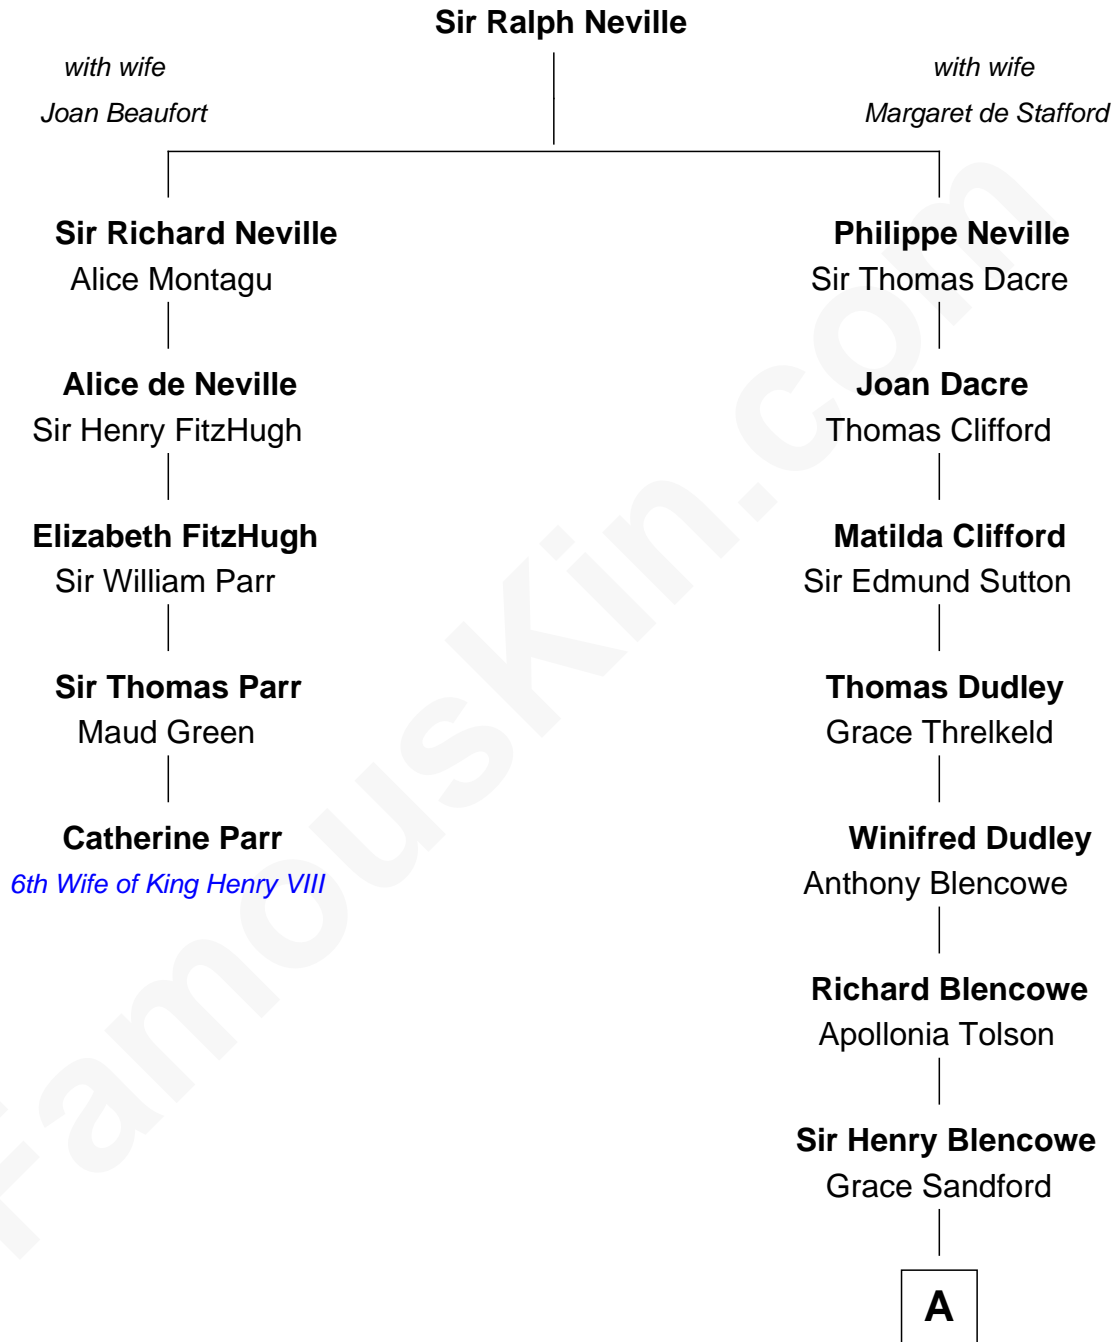 Sir Ralph Neville
with wife
Joan Beaufort
with wife
Margaret de Stafford
Sir Richard Neville
Alice Montagu
Alice de Neville
Sir Henry FitzHugh
Elizabeth FitzHugh
Sir William Parr
Sir Thomas Parr
Maud Green
Catherine Parr
6th Wife of King Henry VIII
Philippe Neville
Sir Thomas Dacre
Joan Dacre
Thomas Clifford
Matilda Clifford
Sir Edmund Sutton
Thomas Dudley
Grace Threlkeld
Winifred Dudley
Anthony Blencowe
Richard Blencowe
Apollonia Tolson
Sir Henry Blencowe
Grace Sandford
A
FamousKin.com